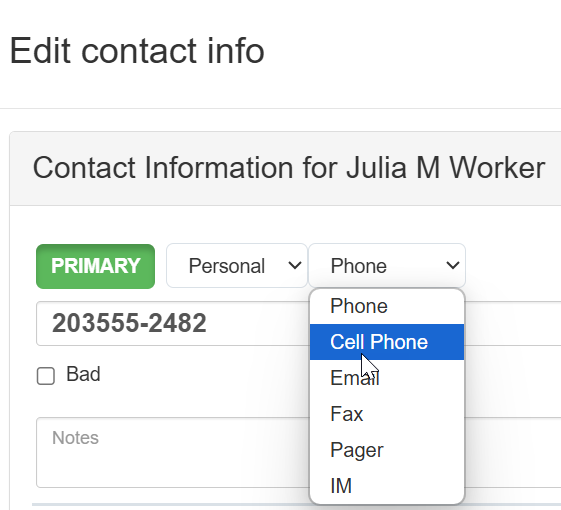 Edit contact info
Contact Information for Julia M Worker
PRIMARY Personal Phone
203555-2482
Phone
Cell Phone
Bad
Email
Fax
Notes
Pager
IM